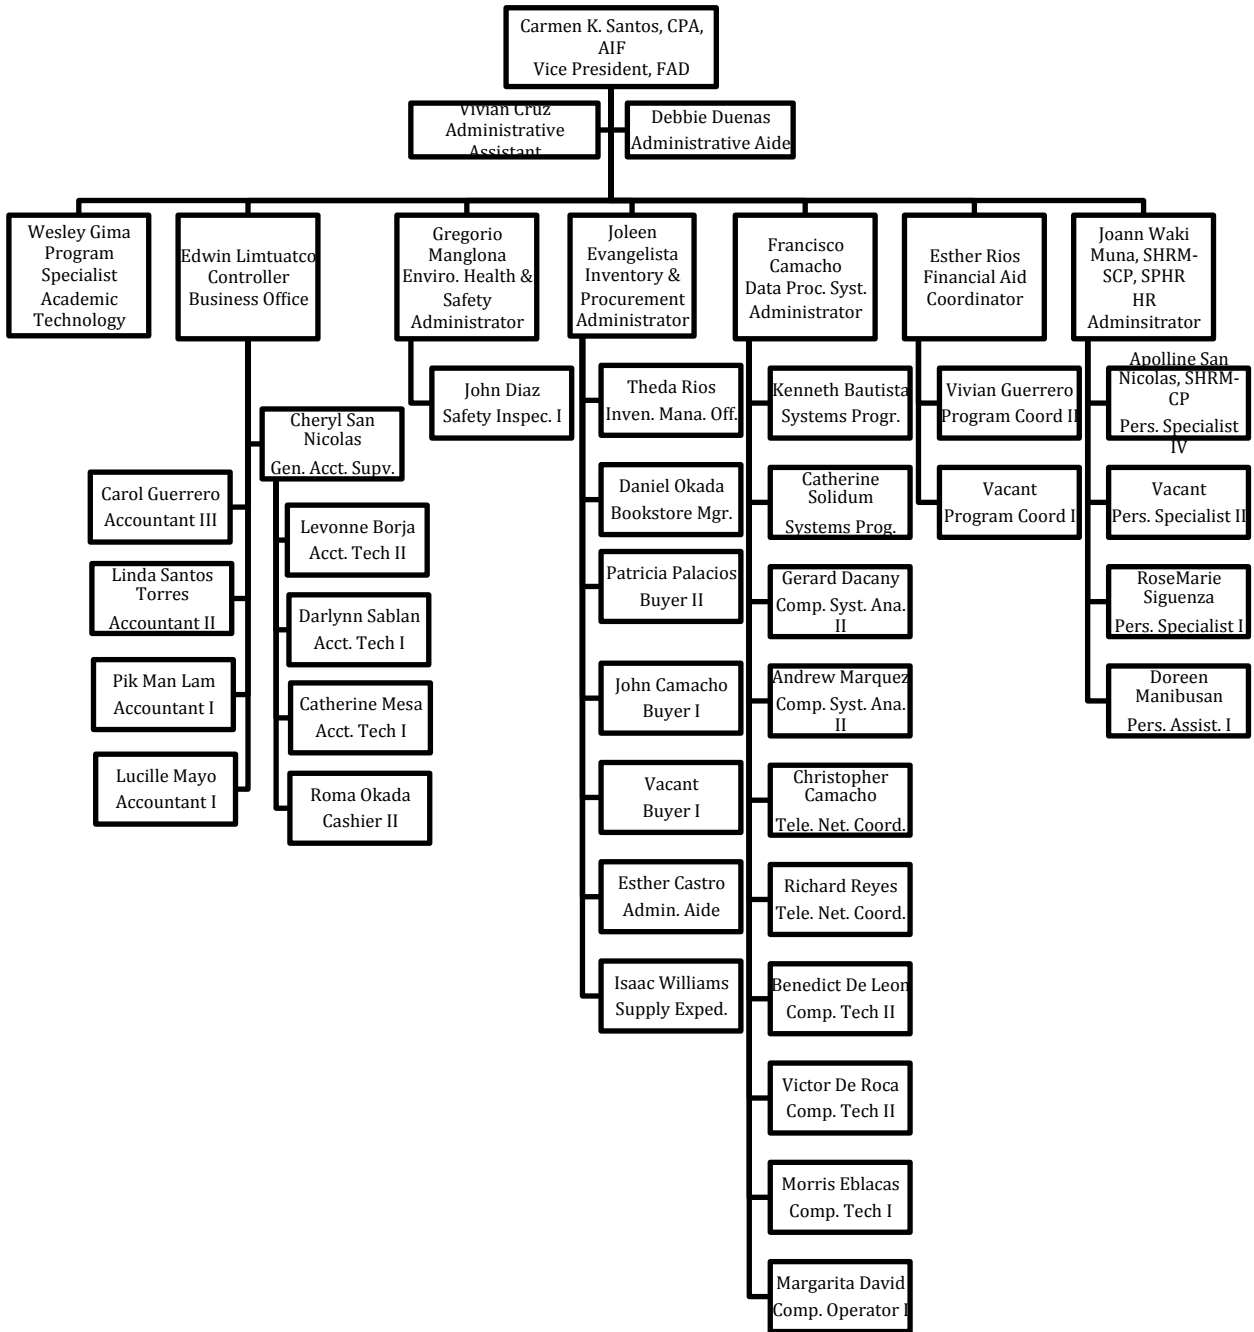 Carmen K. Santos, CPA,
AIF
Vice President, FAD
Vivian Cruz
Administrative
Assistant
Debbie Duenas
Administrative Aide
Wesley Gima
Program
Specialist
Academic
Technology
Edwin Limtuatco
Controller
Business Office
Gregorio
Manglona
Enviro. Health &
Safety
Administrator
Joleen
Evangelista
Inventory &
Procurement
Administrator
Francisco
Camacho
Data Proc. Syst.
Administrator
Esther Rios
Financial Aid
Coordinator
Joann Waki
Muna, SHRM-
SCP, SPHR
HR
Adminsitrator
Cheryl San
Nicolas
Gen. Acct. Supv.
Carol Guerrero
Accountant III
Linda Santos
Torres
Accountant II
Pik Man Lam
Accountant I
Lucille Mayo
Accountant I
Levonne Borja
Acct. Tech II
Darlynn Sablan
Acct. Tech I
Catherine Mesa
Acct. Tech I
Roma Okada
Cashier II
John Diaz
Safety Inspec. I
Theda Rios
Inven. Mana. Off.
Daniel Okada
Bookstore Mgr.
Patricia Palacios
Buyer II
John Camacho
Buyer I
Vacant
Buyer I
Esther Castro
Admin. Aide
Isaac Williams
Supply Exped.
Kenneth Bautista
Systems Progr.
Catherine
Solidum
Systems Prog.
Gerard Dacany
Comp. Syst. Ana.
II
Andrew Marquez
Comp. Syst. Ana.
II
Christopher
Camacho
Tele. Net. Coord.
Richard Reyes
Tele. Net. Coord.
Benedict De Leon
Comp. Tech II
Victor De Roca
Comp. Tech II
Morris Eblacas
Comp. Tech I
Margarita David
Comp. Operator I
Vivian Guerrero
Program Coord II
Vacant
Program Coord I
Apolline San
Nicolas, SHRM-
CP
Pers. Specialist
IV
Vacant
Pers. Specialist II
RoseMarie
Siguenza
Pers. Specialist I
Doreen
Manibusan
Pers. Assist. I